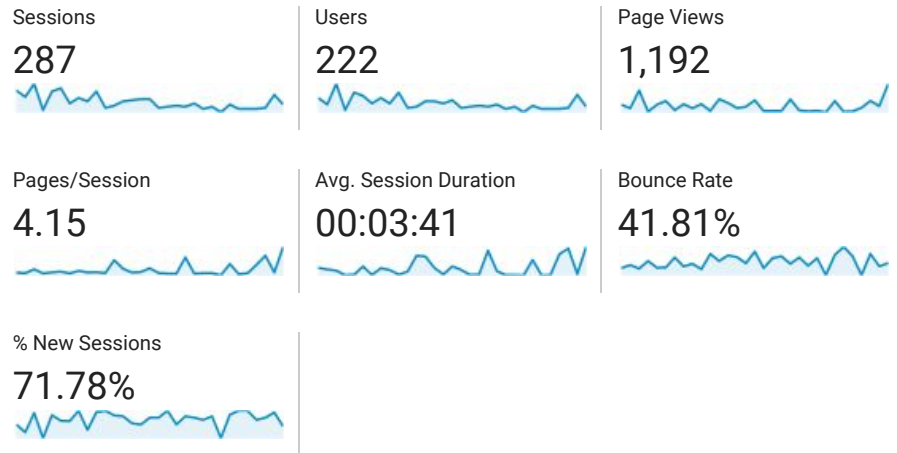 Sessions
287
Users
222
Page Views
1,192
Pages/Session
4.15
Avg. Session Duration
00:03:41
Bounce Rate
41.81%
% New Sessions
71.78%